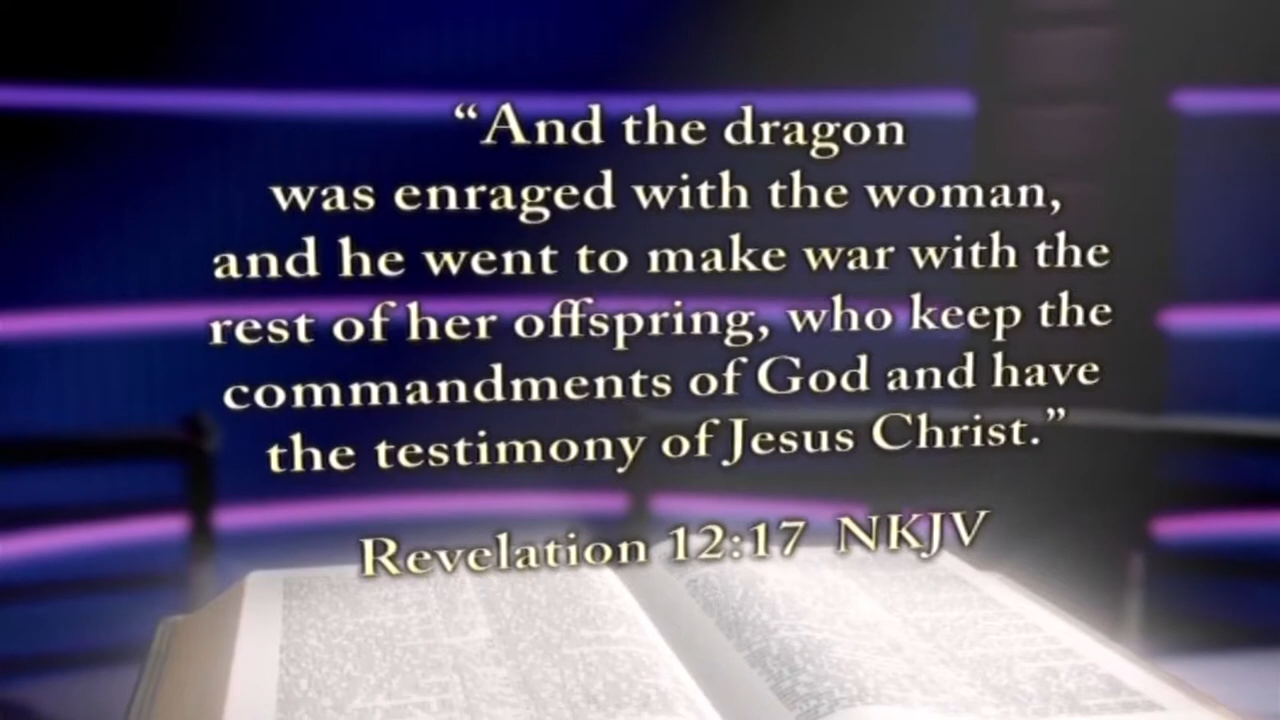 “And the dragon
was enraged with the woman,
and he went to make war with the
rest of her offspring, who keep the
commandments of God and have
the testimony of Jesus Christ.”
Revelation 12:17 NKJV